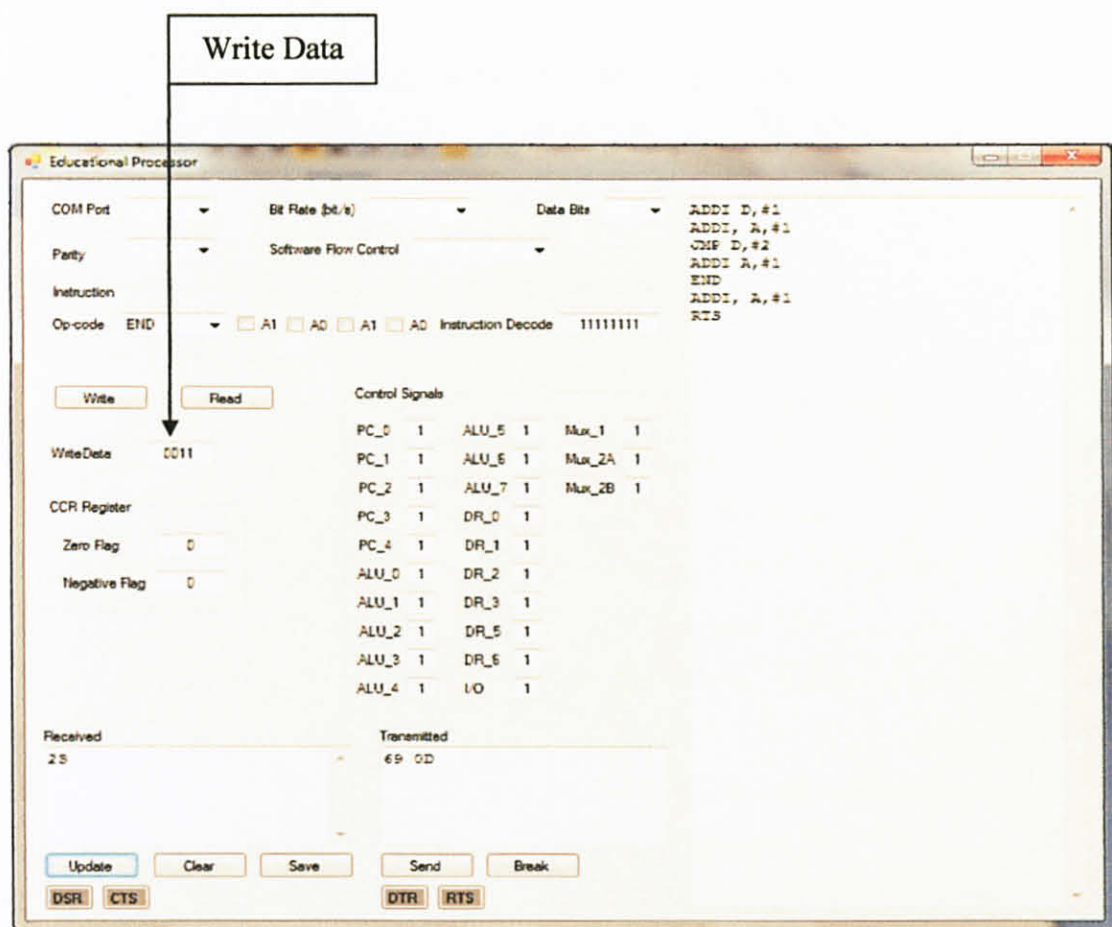 Write Data
Educational Processor
COM Port Bit Rate (bit/s) Data Bits
Parity Software Flow Control
Instruction
Op-code END A1 A0 A1 A0 Instruction Decode 11111111
Write Read
WriteData 0011
CCR Register
Zero Flag 0
Negative Flag 0
Control Signals
PC_0 1 ALU_5 1 Mux_1 1
PC_1 1 ALU_6 1 Mux_2A 1
PC_2 1 ALU_7 1 Mux_2B 1
PC_3 1 DR_0 1
PC_4 1 DR_1 1
ALU_0 1 DR_2 1
ALU_1 1 DR_3 1
ALU_2 1 DR_5 1
ALU_3 1 DR_6 1
ALU_4 1 I/O 1
ADDI D,#1
ADDI, A,#1
JMP D,#2
ADDI A,#1
END
ADDI, A,#1
RTS
Received
23
Transmitted
69 0D
Update Clear Save Send Break
DSR CTS DTR RTS